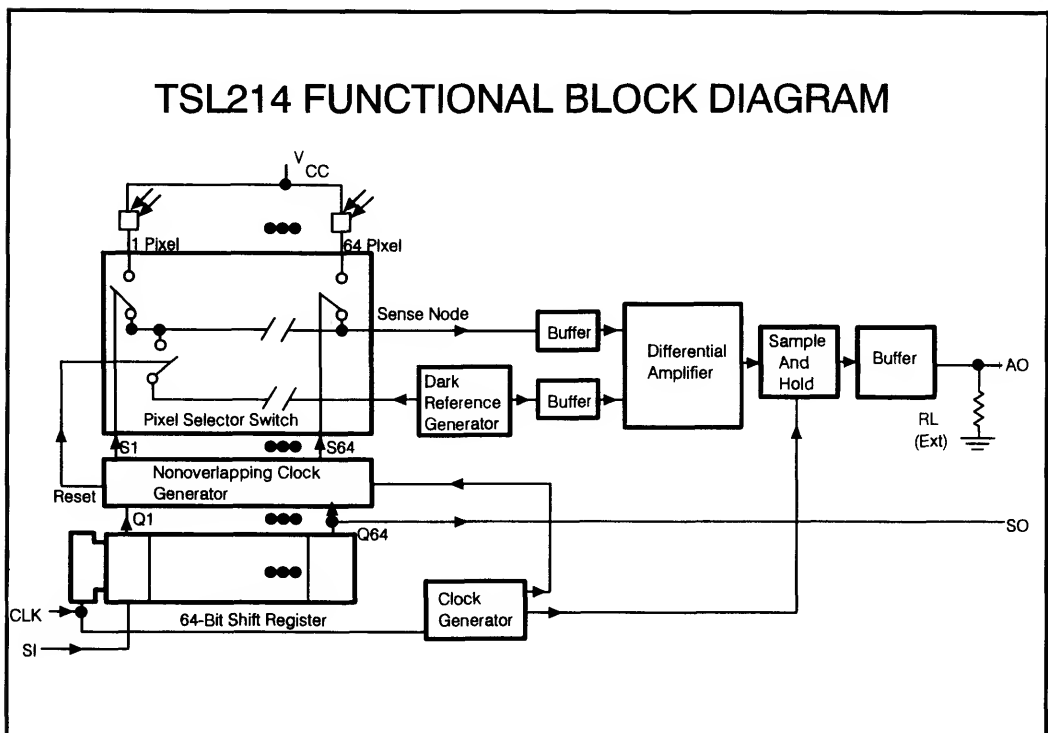 TSL214 FUNCTIONAL BLOCK DIAGRAM
V
CC
1 Pixel
64 Pixel
Sense Node
Buffer
Differential
Amplifier
Sample
And
Hold
Buffer
AO
Dark
Reference
Generator
Buffer
RL
(Ext)
Pixel Selector Switch
S1
S64
Nonoverlapping Clock
Generator
Reset
Q1
Q64
SO
CLK
Clock
Generator
64-Bit Shift Register
SI